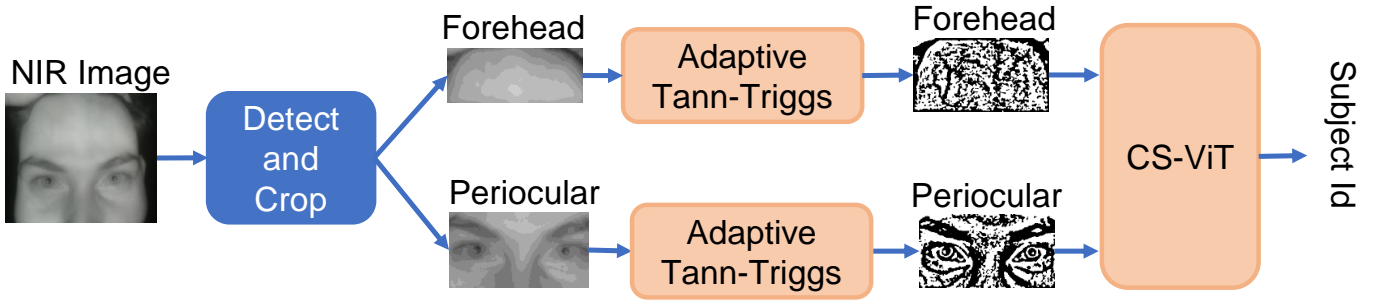 NIR Image
Detect
and
Crop
Forehead
Adaptive
Tann-Triggs
Forehead
Periocular
Adaptive
Tann-Triggs
Periocular
CS-ViT
Subject Id